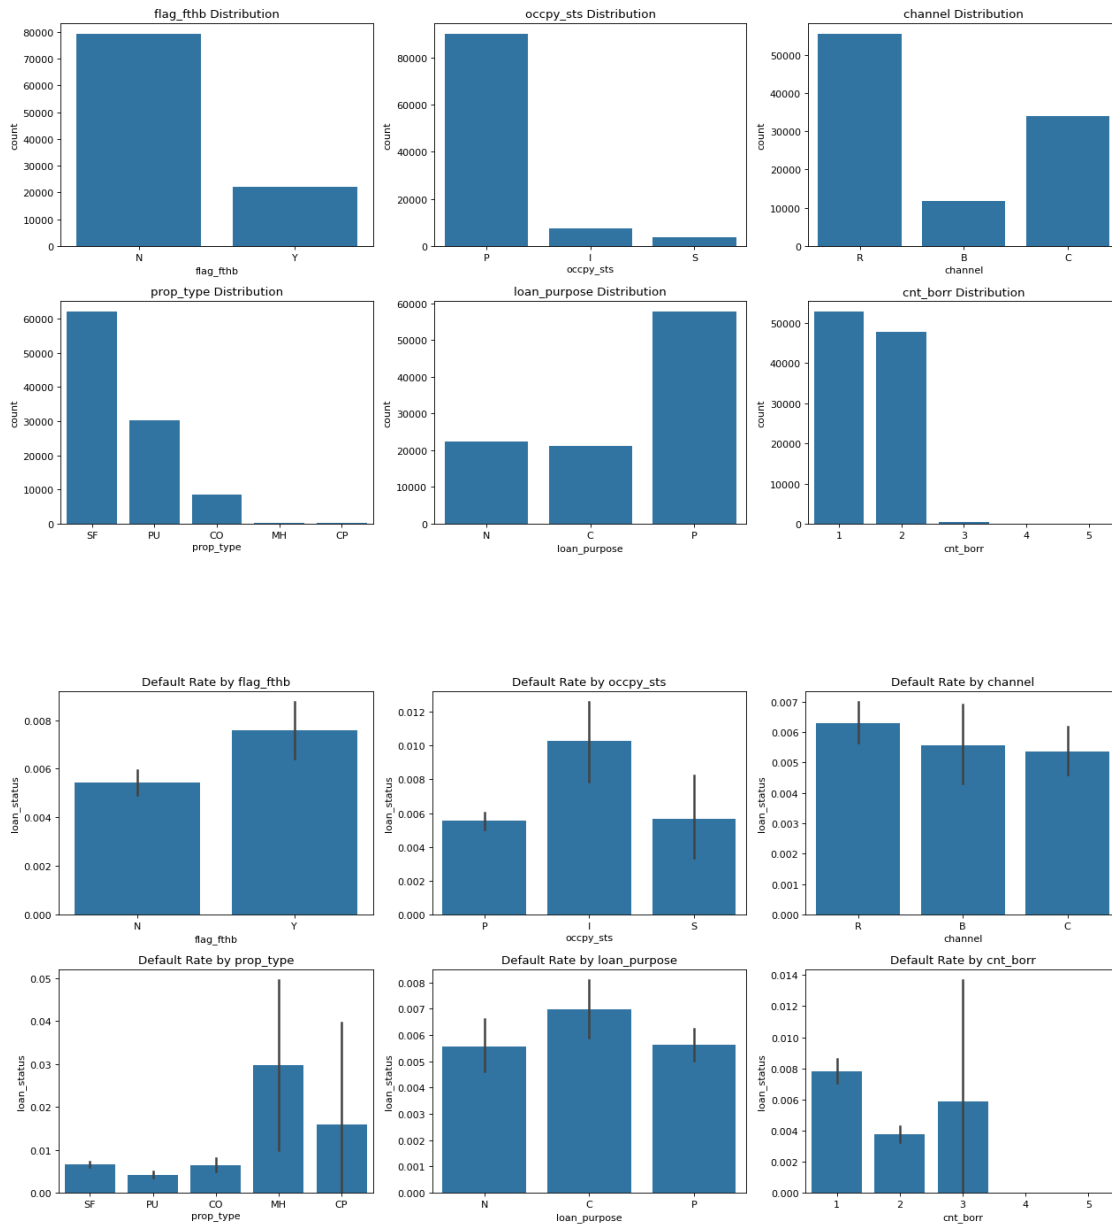 flag_fthb Distribution
80000
70000
60000
50000
40000
30000
20000
10000
0
count
N Y
flag_fthb
occpy_sts Distribution
80000
60000
40000
20000
0
count
P I S
occpy_sts
channel Distribution
50000
40000
30000
20000
10000
0
count
R B C
channel
prop_type Distribution
60000
50000
40000
30000
20000
10000
0
count
SF PU CO MH CP
prop_type
loan_purpose Distribution
60000
50000
40000
30000
20000
10000
0
count
N C P
loan_purpose
cnt_borr Distribution
50000
40000
30000
20000
10000
0
count
1 2 3 4 5
cnt_borr
Default Rate by flag_fthb
0.008
0.006
0.004
0.002
0.000
loan_status
N Y
flag_fthb
Default Rate by occpy_sts
0.012
0.010
0.008
0.006
0.004
0.002
0.000
loan_status
P I S
occpy_sts
Default Rate by channel
0.007
0.006
0.005
0.004
0.003
0.002
0.001
0.000
loan_status
R B C
channel
Default Rate by prop_type
0.05
0.04
0.03
0.02
0.01
0.00
loan_status
SF PU CO MH CP
prop_type
Default Rate by loan_purpose
0.008
0.007
0.006
0.005
0.004
0.003
0.002
0.001
0.000
loan_status
N C P
loan_purpose
Default Rate by cnt_borr
0.014
0.012
0.010
0.008
0.006
0.004
0.002
0.000
loan_status
1 2 3 4 5
cnt_borr